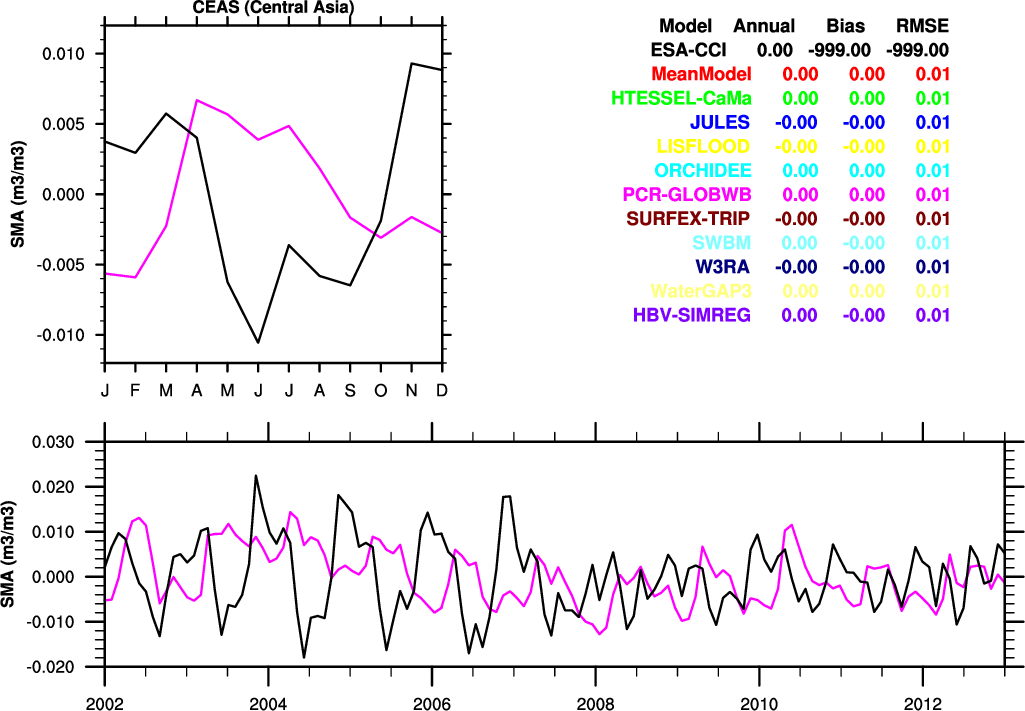 CEAS (Central Asia)
SMA (m3/m3)
0.010
0.005
0.000
-0.005
-0.010
J F M A M J J A S O N D
Model Annual Bias RMSE
ESA-CCI 0.00 -999.00 -999.00
MeanModel 0.00 0.00 0.01
HTESSEL-CaMa 0.00 0.00 0.01
JULES -0.00 -0.00 0.01
LISFLOOD -0.00 -0.00 0.01
ORCHIDEE 0.00 0.00 0.01
PCR-GLOBWB 0.00 0.00 0.01
SURFEX-TRIP -0.00 -0.00 0.01
SWBM 0.00 -0.00 0.01
W3RA -0.00 -0.00 0.01
WaterGAP3 0.00 0.00 0.01
HBV-SIMREG 0.00 -0.00 0.01
SMA (m3/m3)
0.030
0.020
0.010
0.000
-0.010
-0.020
2002 2004 2006 2008 2010 2012